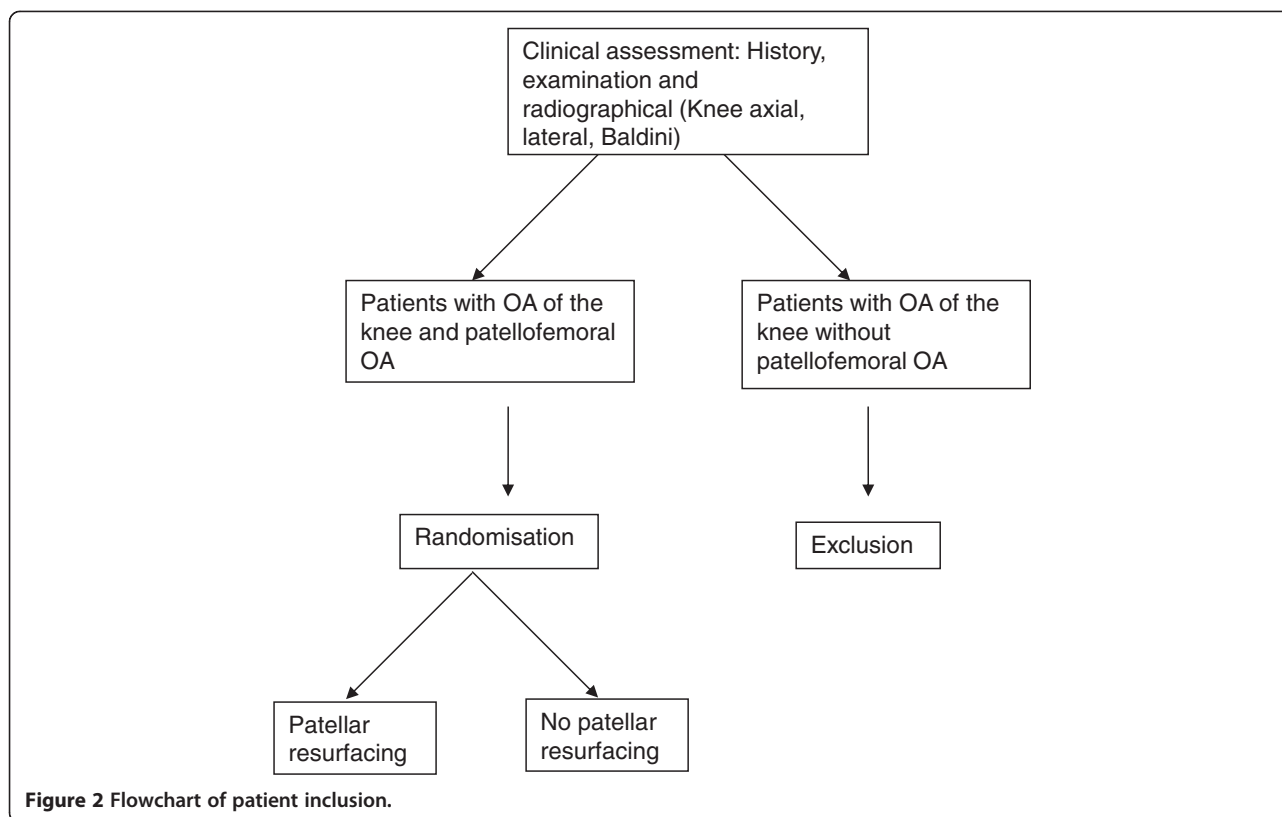 Clinical assessment: History,
examination and
radiographical (Knee axial,
lateral, Baldini)
Patients with OA of the
knee and patellofemoral
OA
Patients with OA of the
knee without
patellofemoral OA
Randomisation
Exclusion
Patellar
resurfacing
No patellar
resurfacing
Figure 2 Flowchart of patient inclusion.